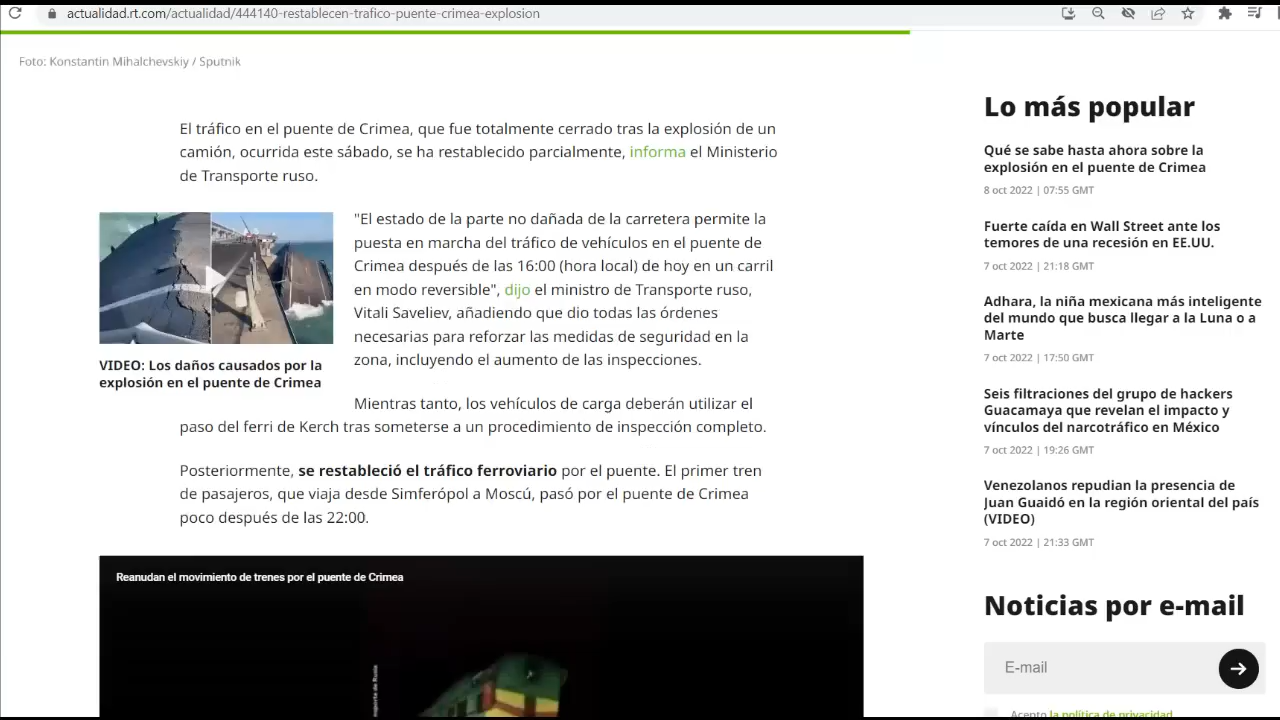 actualidad.rt.com/actualidad/444140-restablecen-trafico-puente-crimea-explosion
Foto: Konstantin Mihalchevskiy / Sputnik
El tráfico en el puente de Crimea, que fue totalmente cerrado tras la explosión de un
camión, ocurrida este sábado, se ha restablecido parcialmente, informa el Ministerio
de Transporte ruso.
VIDEO: Los daños causados por la
explosión en el puente de Crimea
"El estado de la parte no dañada de la carretera permite la
puesta en marcha del tráfico de vehículos en el puente de
Crimea después de las 16:00 (hora local) de hoy en un carril
en modo reversible", dijo el ministro de Transporte ruso,
Vitali Saveliev, añadiendo que dio todas las órdenes
necesarias para reforzar las medidas de seguridad en la
zona, incluyendo el aumento de las inspecciones.
Mientras tanto, los vehículos de carga deberán utilizar el
paso del ferri de Kerch tras someterse a un procedimiento de inspección completo.
Posteriormente, se restableció el tráfico ferroviario por el puente. El primer tren
de pasajeros, que viaja desde Simferópol a Moscú, pasó por el puente de Crimea
poco después de las 22:00.
Reanudan el movimiento de trenes por el puente de Crimea
sporte de Rusia
Lo más popular
Qué se sabe hasta ahora sobre la
explosión en el puente de Crimea
8 oct 2022 | 07:55 GMT
Fuerte caída en Wall Street ante los
temores de una recesión en EE.UU.
7 oct 2022 | 21:18 GMT
Adhara, la niña mexicana más inteligente
del mundo que busca llegar a la Luna o a
Marte
7 oct 2022 | 17:50 GMT
Seis filtraciones del grupo de hackers
Guacamaya que revelan el impacto y
vínculos del narcotráfico en México
7 oct 2022 | 19:26 GMT
Venezolanos repudian la presencia de
Juan Guaidó en la región oriental del país
(VIDEO)
7 oct 2022 | 21:33 GMT
Noticias por e-mail
E-mail
Acepto la política de privacidad